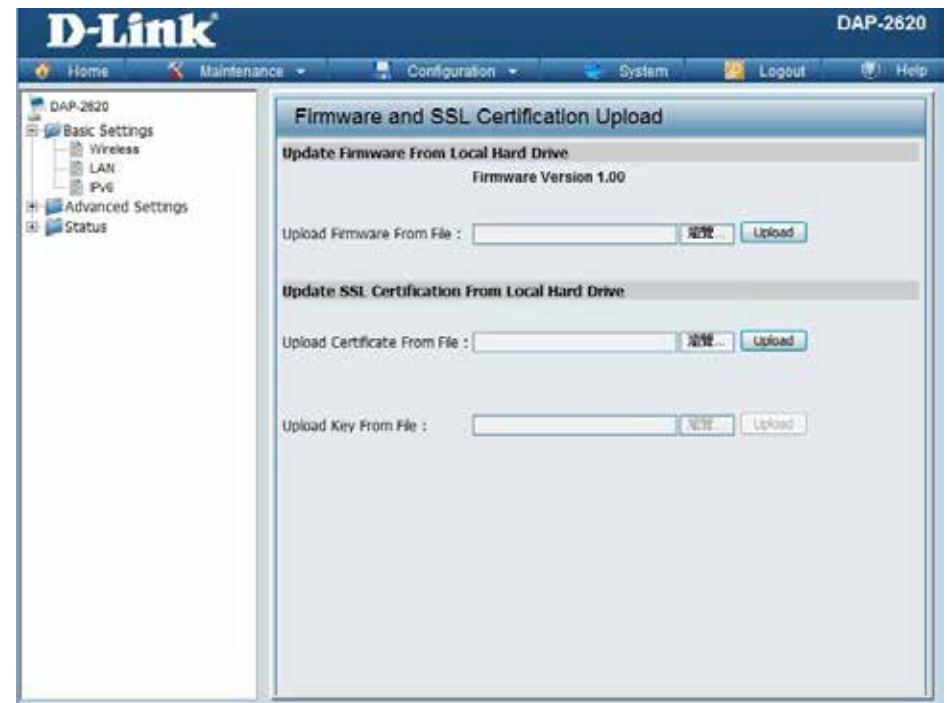 D-Link
DAP-2620
Home Maintenance Configuration System Logout Help
DAP-2620
Basic Settings
Wireless
LAN
IPv6
Advanced Settings
Status
Firmware and SSL Certification Upload
Update Firmware From Local Hard Drive
Firmware Version 1.00
Upload Firmware From File : 瀏覽... Upload
Update SSL Certification From Local Hard Drive
Upload Certificate From File : 瀏覽... Upload
Upload Key From File : 瀏覽... Upload